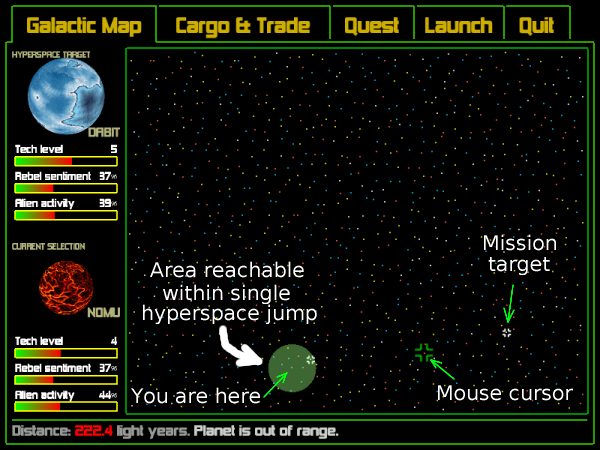 Galactic Map Cargo & Trade Quest Launch Quit
HYPERSPACE TARGET
ORBIT
Tech level 5
Rebel sentiment 37%
Alien activity 39%
CURRENT SELECTION
NOMU
Tech level 4
Rebel sentiment 37%
Alien activity 44%
Mission
target
Area reachable
within single
hyperspace jump
You are here
Mouse cursor
Distance: 222.4 light years. Planet is out of range.